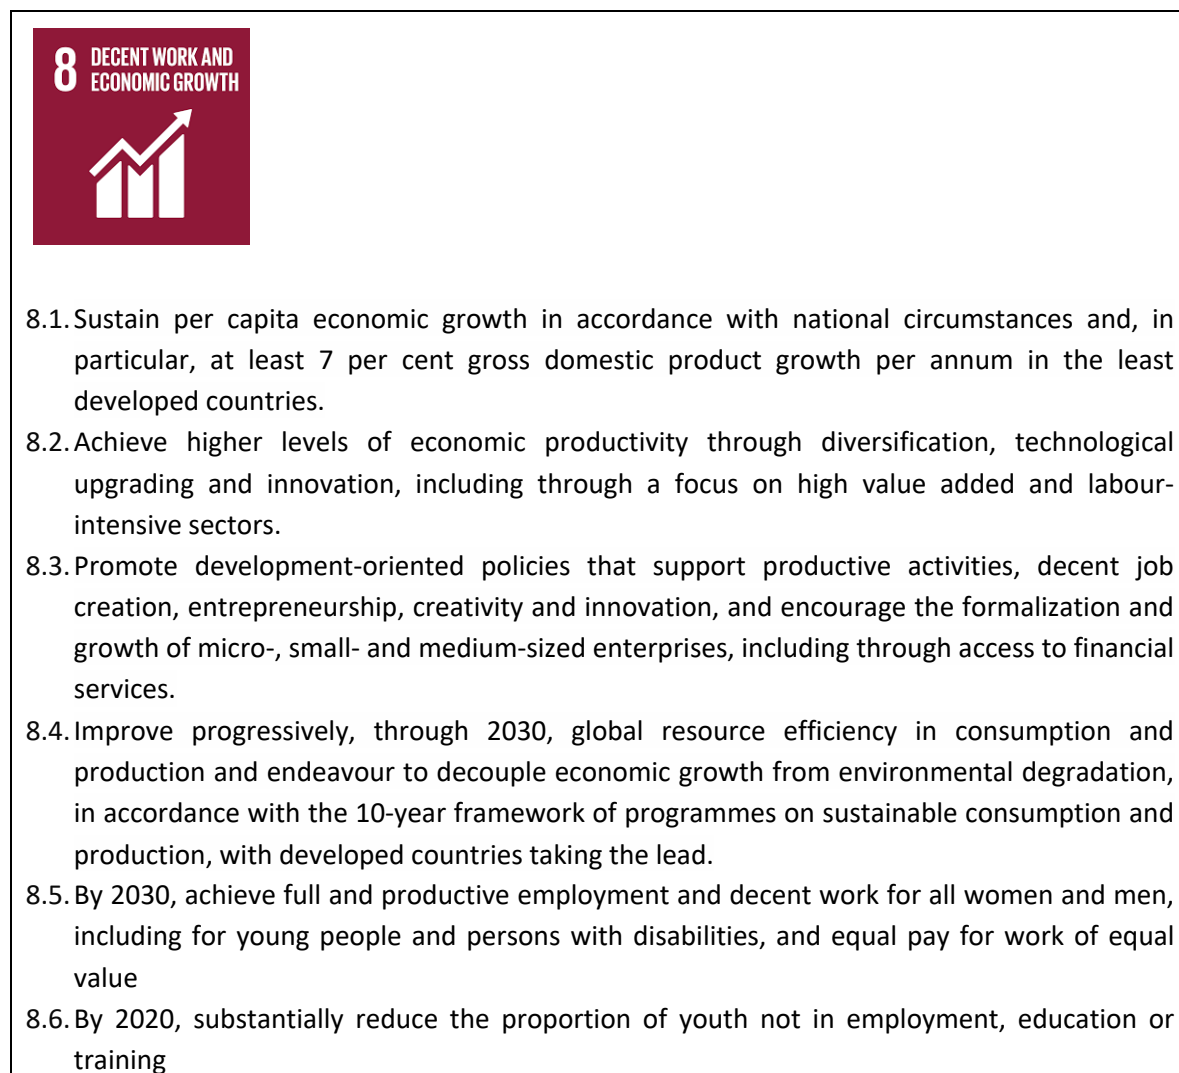 8 DECENT WORK AND
ECONOMIC GROWTH
8.1. Sustain per capita economic growth in accordance with national circumstances and, in
particular, at least 7 per cent gross domestic product growth per annum in the least
developed countries.
8.2. Achieve higher levels of economic productivity through diversification, technological
upgrading and innovation, including through a focus on high value added and labour-
intensive sectors.
8.3. Promote development-oriented policies that support productive activities, decent job
creation, entrepreneurship, creativity and innovation, and encourage the formalization and
growth of micro-, small- and medium-sized enterprises, including through access to financial
services.
8.4. Improve progressively, through 2030, global resource efficiency in consumption and
production and endeavour to decouple economic growth from environmental degradation,
in accordance with the 10-year framework of programmes on sustainable consumption and
production, with developed countries taking the lead.
8.5. By 2030, achieve full and productive employment and decent work for all women and men,
including for young people and persons with disabilities, and equal pay for work of equal
value
8.6. By 2020, substantially reduce the proportion of youth not in employment, education or
training